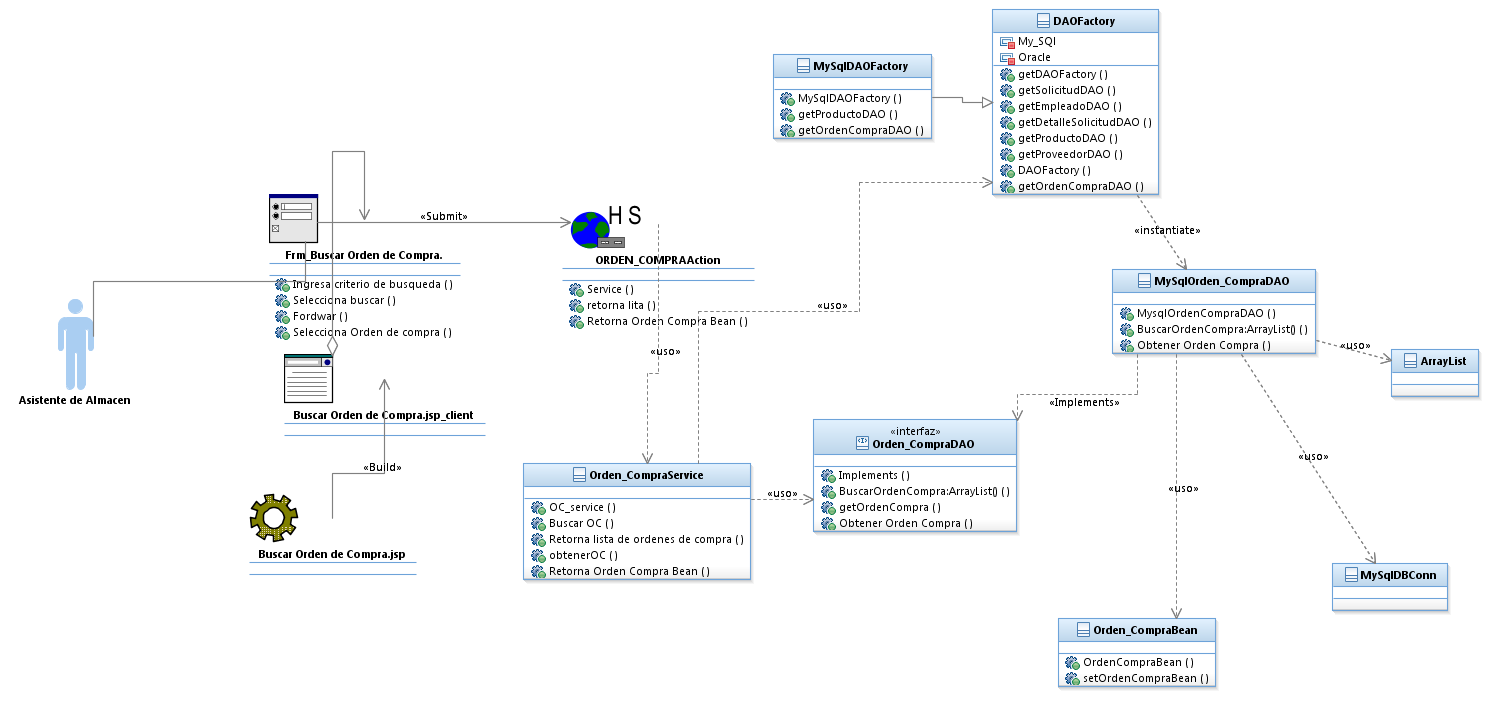 DAOFactory
My_SQl
Oracle
getDAOFactory ( )
getSolicitudDAO ( )
getEmpleadoDAO ( )
getDetalleSolicitudDAO ( )
getProductoDAO ( )
getProveedorDAO ( )
DAOFactory ( )
getOrdenCompraDAO ( )
MySqlDAOFactory
MySqlDAOFactory ( )
getProductoDAO ( )
getOrdenCompraDAO ( )
«Submit»
H S
Frm_Buscar Orden de Compra.
Ingresa criterio de busqueda ( )
Selecciona buscar ( )
Fordwar ( )
Selecciona Orden de compra ( )
ORDEN_COMPRAAction
Service ( )
retorna lita ( )
Retorna Orden Compra Bean ( )
«instantiate»
MySqlOrden_CompraDAO
MysqlOrdenCompraDAO ( )
BuscarOrdenCompra:ArrayList() ( )
Obtener Orden Compra ( )
«uso»
«uso»
«uso»
ArrayList
Asistente de Almacen
Buscar Orden de Compra.jsp_client
«Implements»
«interfaz»
Orden_CompraDAO
Implements ( )
BuscarOrdenCompra:ArrayList() ( )
getOrdenCompra ( )
Obtener Orden Compra ( )
«Build»
Buscar Orden de Compra.jsp
Orden_CompraService
OC_service ( )
Buscar OC ( )
Retorna lista de ordenes de compra ( )
obtenerOC ( )
Retorna Orden Compra Bean ( )
«uso»
«uso»
«uso»
MySqlDBConn
Orden_CompraBean
OrdenCompraBean ( )
setOrdenCompraBean ( )